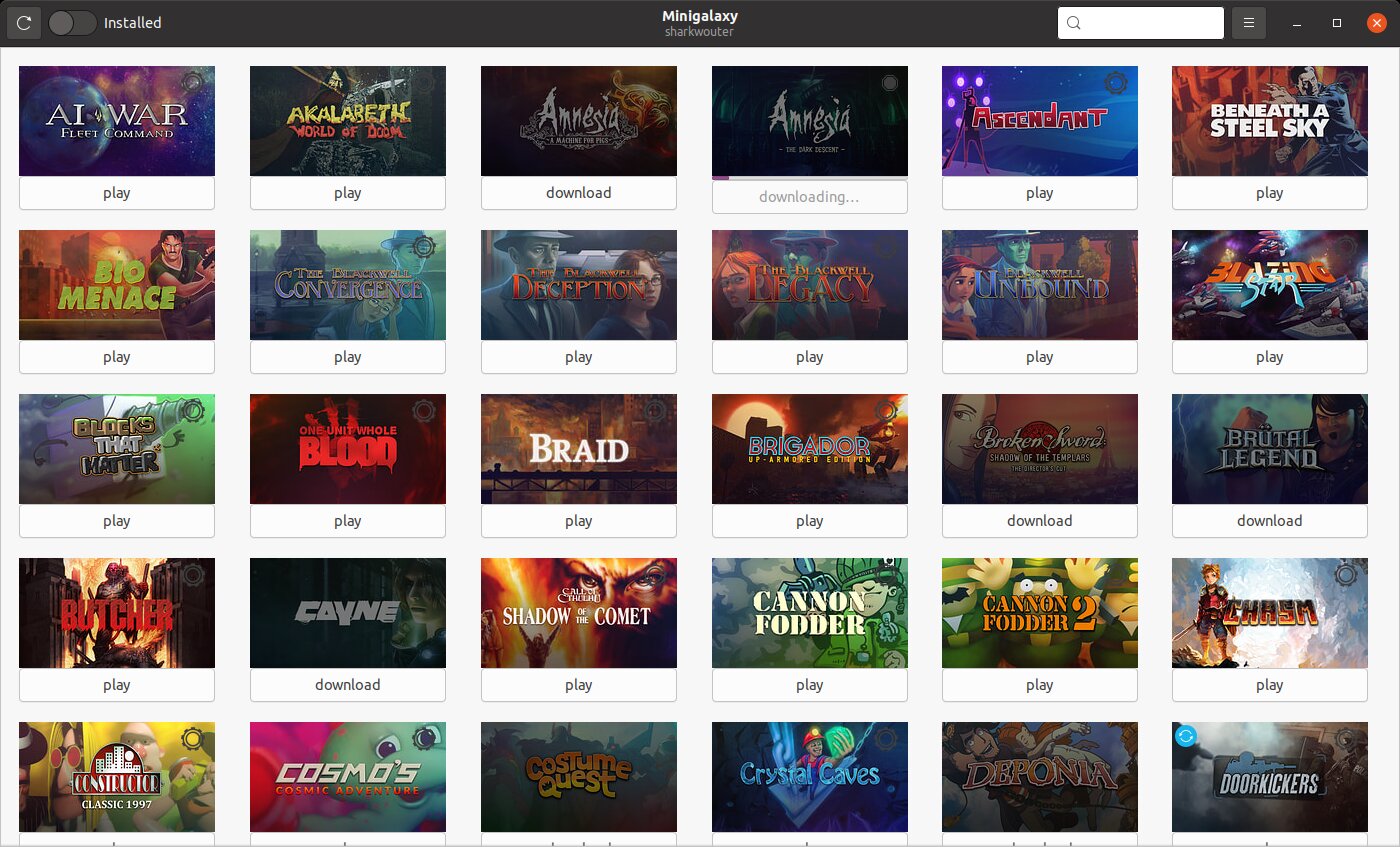 Installed
Minigalaxy
sharkwouter
AI WAR
FLEET COMMAND
play
AKALABETH
WORLD OF DOOM
play
Amnesia
- A MACHINE FOR PIGS -
download
Amnesia
- THE DARK DESCENT -
downloading…
ASCENDANT
play
BENEATH A
STEEL SKY
play
BIO
MENACE
play
THE BLACKWELL
CONVERGENCE
play
THE BLACKWELL
DECEPTION
play
THE BLACKWELL
LEGACY
play
BLACKWELL
UNBOUND
play
BLAZING
STAR
play
BLOCKS
THAT
MATTER
play
ONE UNIT WHOLE
BLOOD
play
BRAID
play
BRIGADOR
UP-ARMORED EDITION
play
Broken Sword:
SHADOW OF THE TEMPLARS
THE DIRECTOR'S CUT
download
BRÜTAL
LEGEND
download
BUTCHER
play
CAYNE
download
CALL OF
CTHULHU
SHADOW OF THE COMET
play
CANNON
FODDER
play
CANNON
FODDER 2
play
CHASM
play
CONSTRUCTOR
CLASSIC 1997
COSMO'S
COSMIC ADVENTURE
COSTUME
QUEST
Crystal Caves
DEPONIA
DOORKICKERS